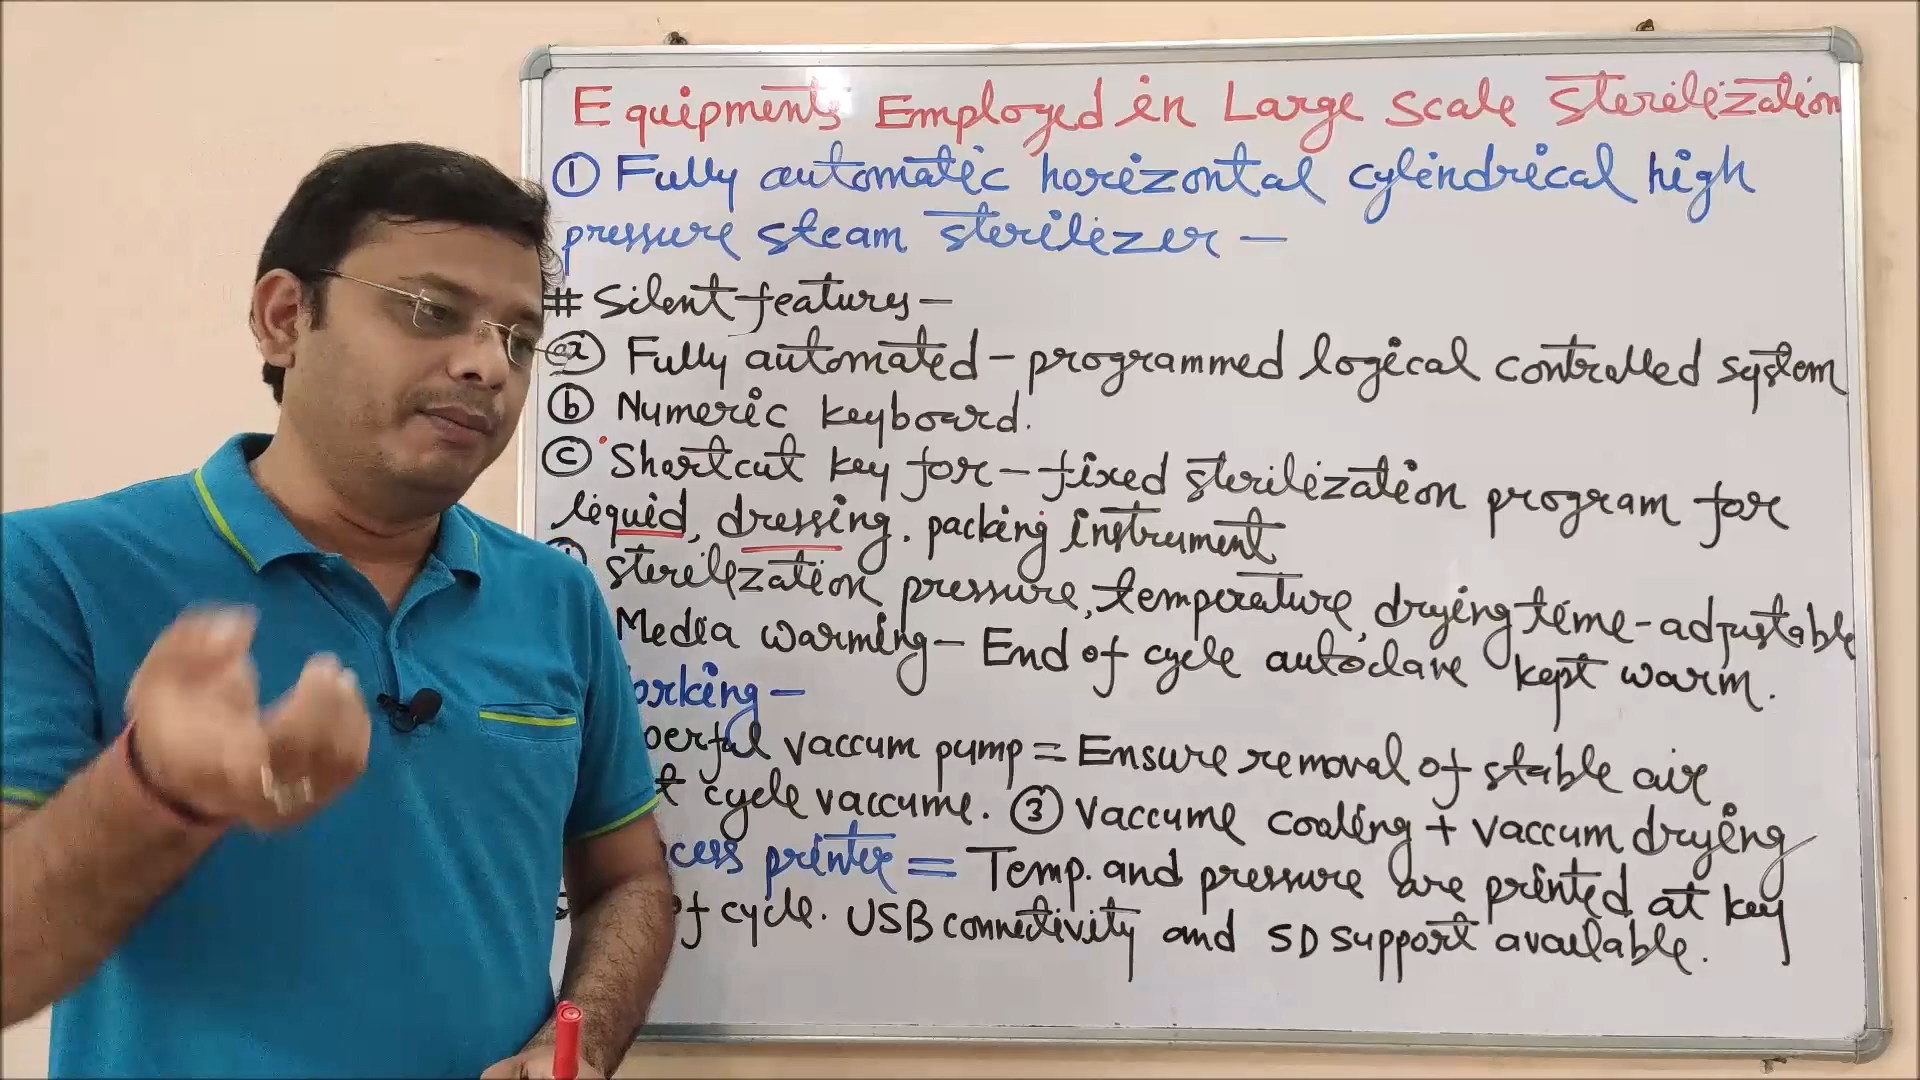 Equipments Employed in Large Scale Sterilization
① Fully automatic horizontal cylindrical high
pressure steam sterilizer —
# Silent features —
ⓐ Fully automated - programmed logical controlled system
ⓑ Numeric keyboard.
ⓒ Shortcut key for - fixed sterilization program for
liquid, dressing. packing instrument
sterilization pressure, temperature, drying time - adjustable
Media warming - End of cycle autoclave kept warm.
orking -
erful vaccum pump = Ensure removal of stable air
t cycle vaccume. ③ Vaccume cooling + vaccum drying
cess printer = Temp. and pressure are printed at key
of cycle. USB connectivity and SD support available.